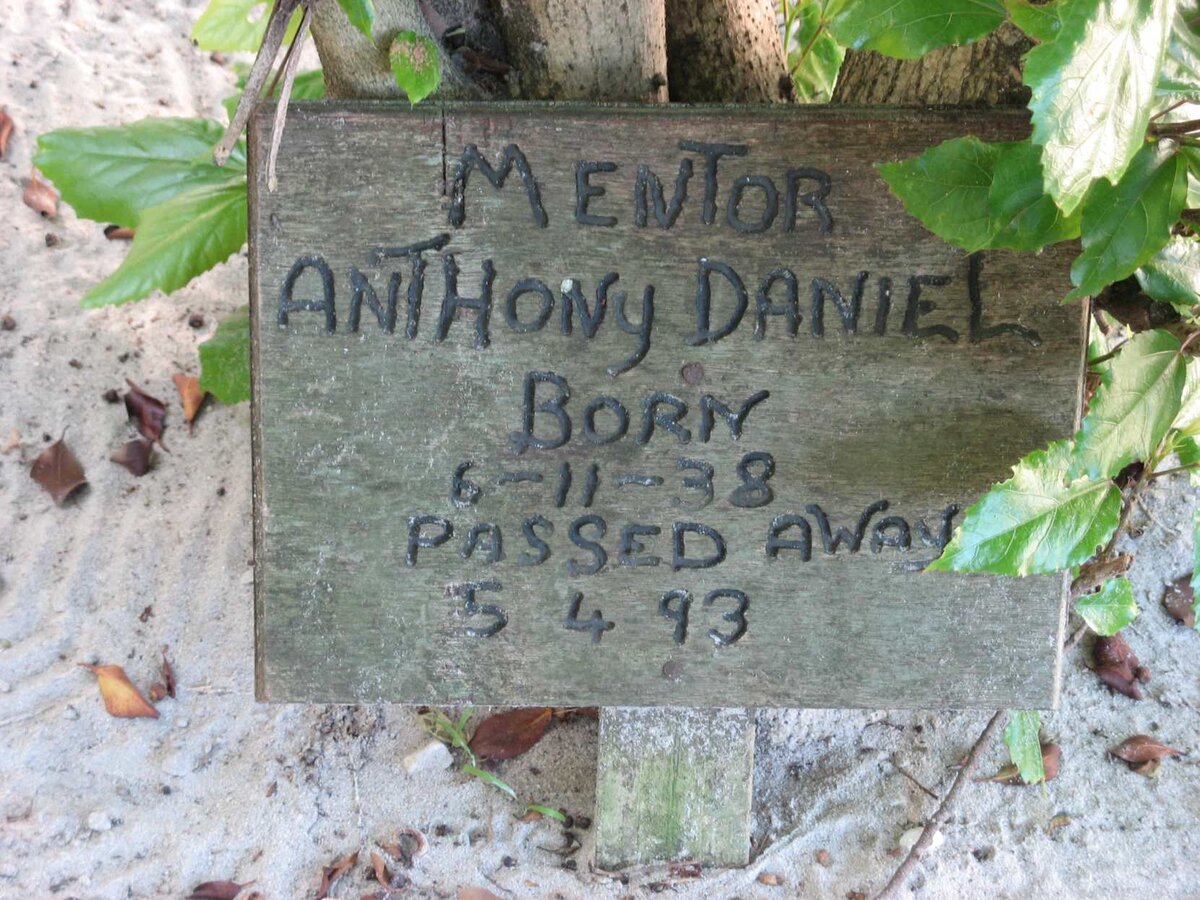 MENTOR
ANTHONY DANIEL
BORN
6-11-38
PASSED AWAY
5 4 93